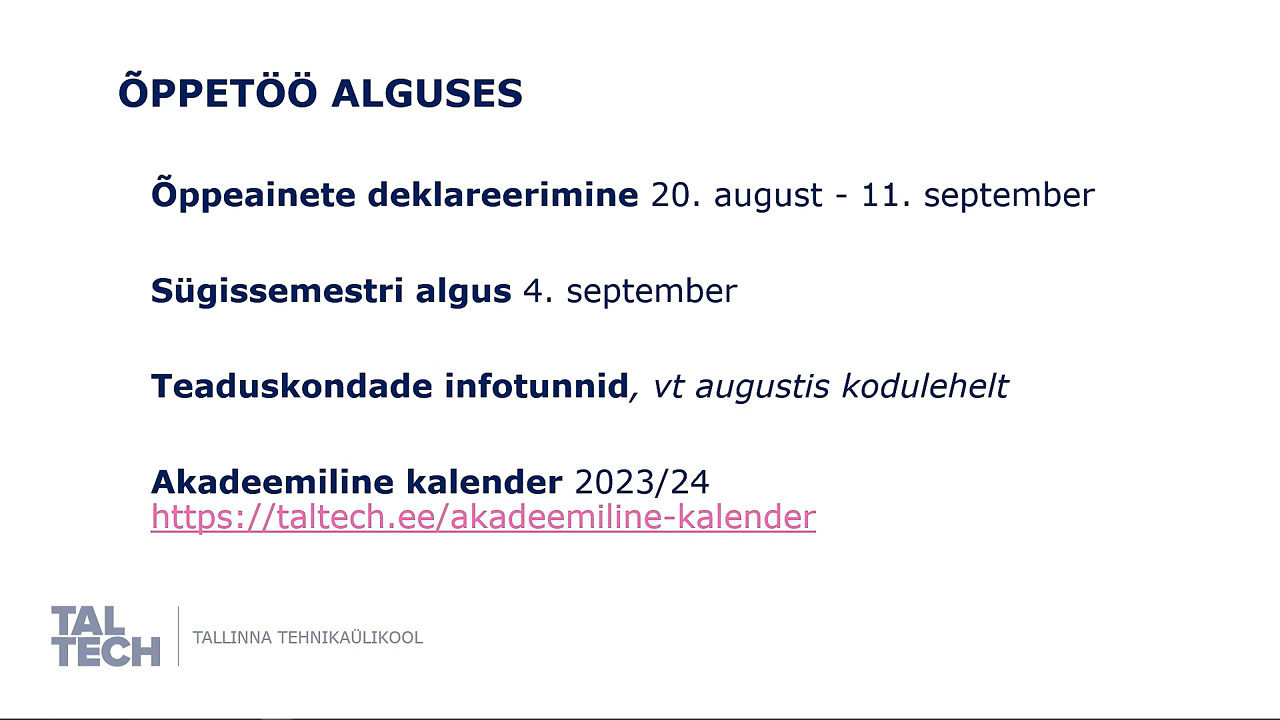 ÕPPETÖÖ ALGUSES
Õppeainete deklareerimine 20. august - 11. september
Sügissemestri algus 4. september
Teaduskondade infotunnid, vt augustis kodulehelt
Akadeemiline kalender 2023/24
https://taltech.ee/akadeemiline-kalender
TAL
TECH
TALLINNA TEHNIKAÜLIKOOL